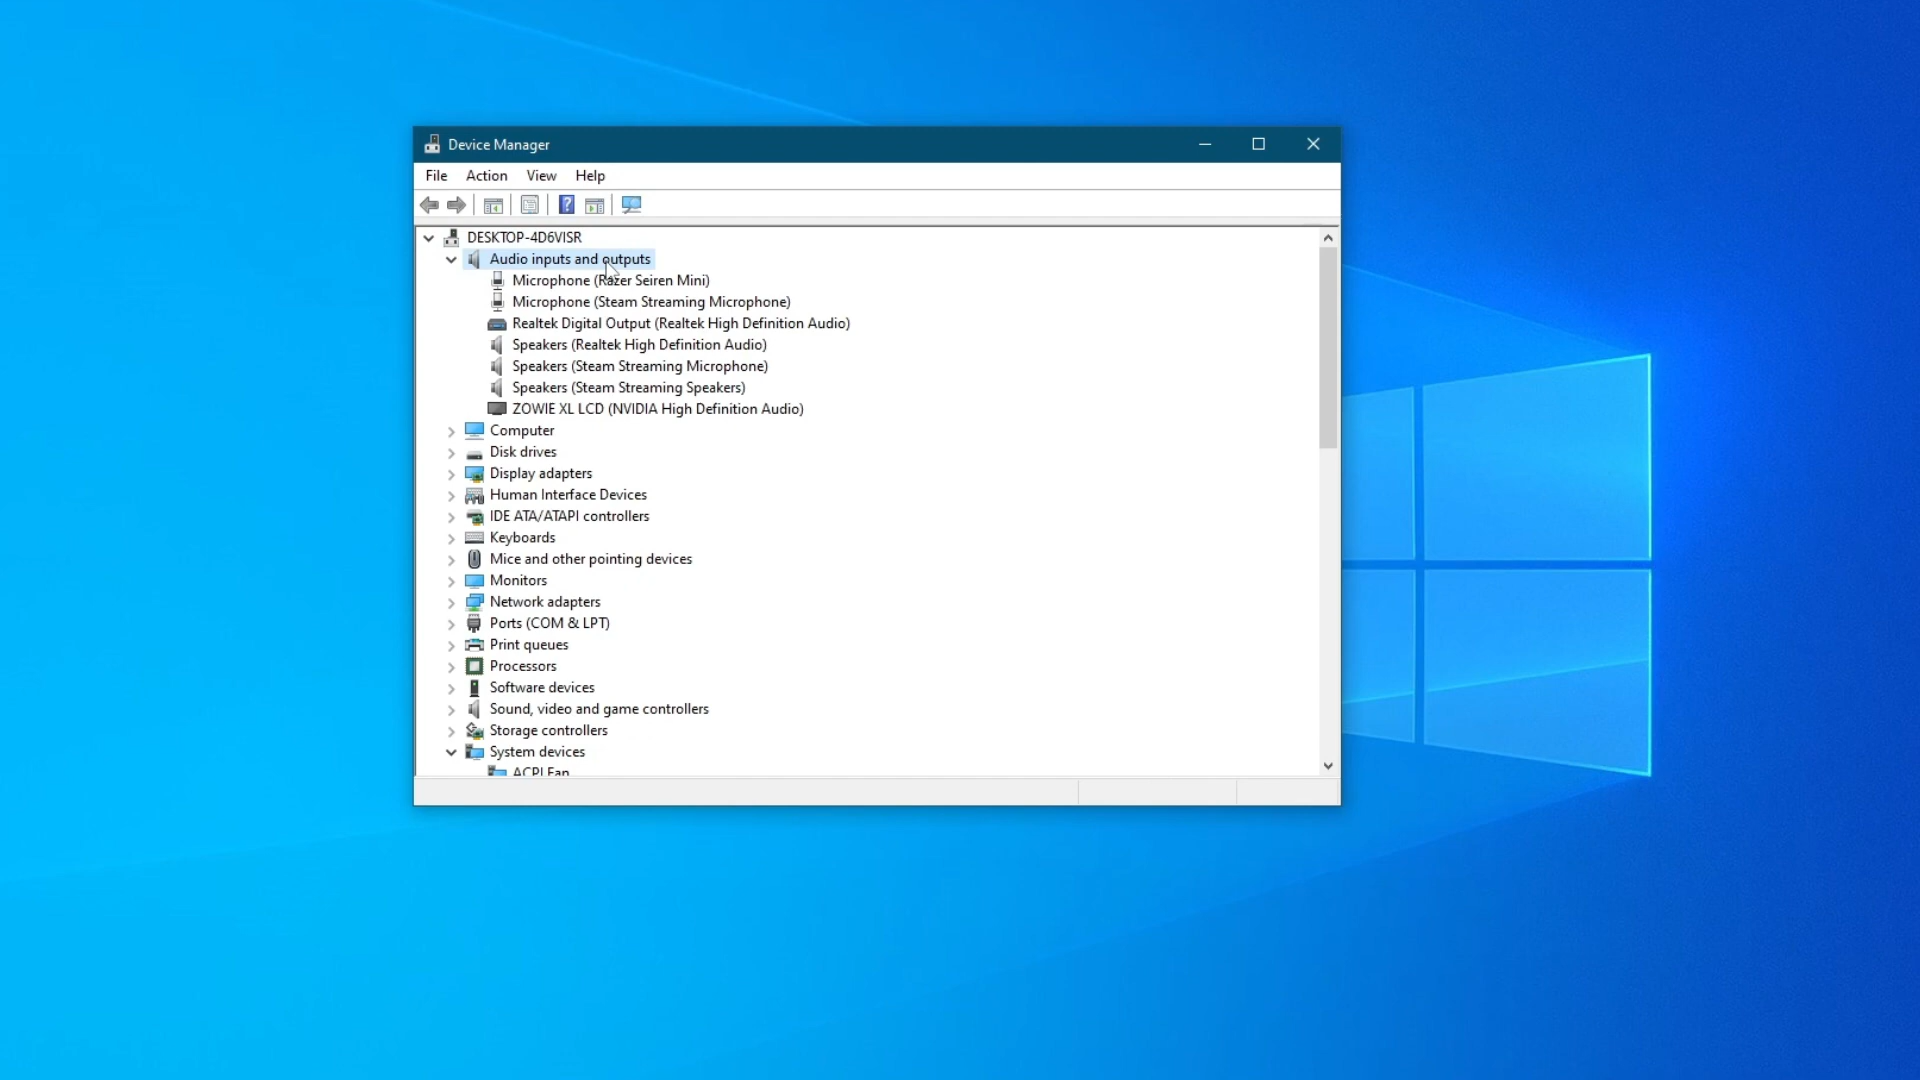 Device Manager
File Action View Help
DESKTOP-4D6VISR
Audio inputs and outputs
Microphone (Razer Seiren Mini)
Microphone (Steam Streaming Microphone)
Realtek Digital Output (Realtek High Definition Audio)
Speakers (Realtek High Definition Audio)
Speakers (Steam Streaming Microphone)
Speakers (Steam Streaming Speakers)
ZOWIE XL LCD (NVIDIA High Definition Audio)
Computer
Disk drives
Display adapters
Human Interface Devices
IDE ATA/ATAPI controllers
Keyboards
Mice and other pointing devices
Monitors
Network adapters
Ports (COM & LPT)
Print queues
Processors
Software devices
Sound, video and game controllers
Storage controllers
System devices
ACPI Fan